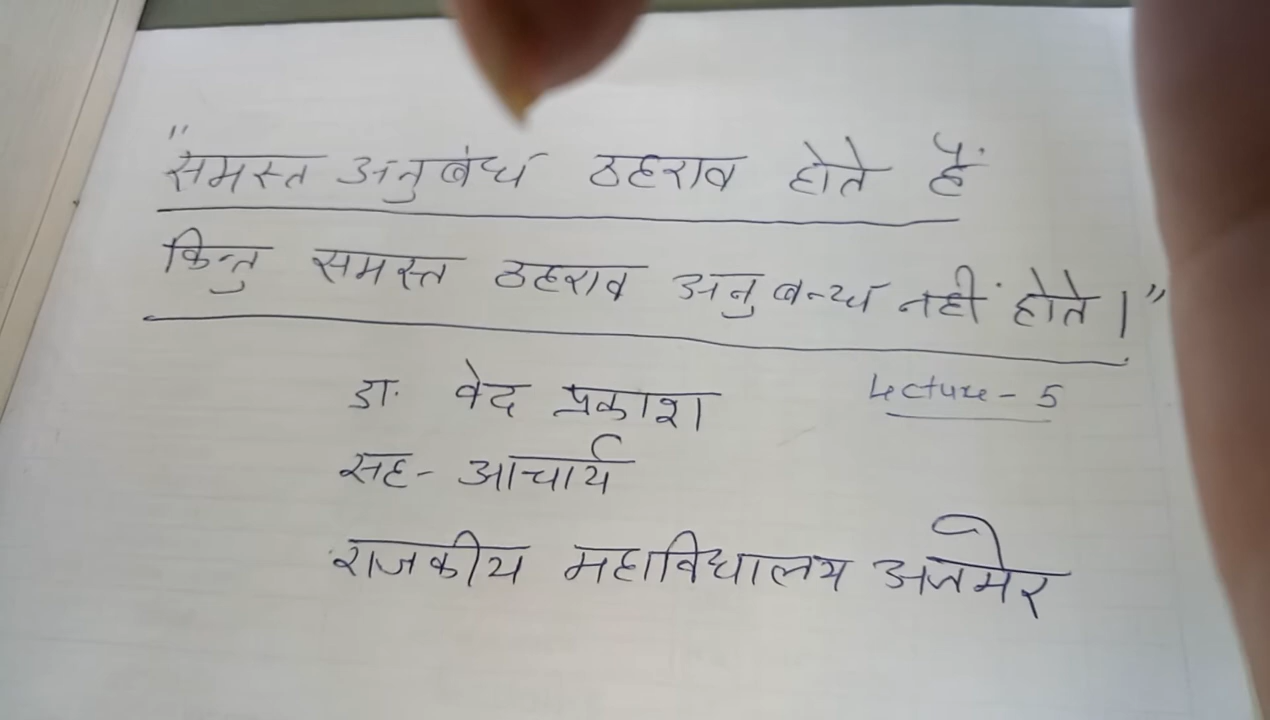 "समस्त अनुबंध ठहराव होते हैं
किन्तु समस्त ठहराव अनुबन्ध नहीं होते।"
डा. वेद प्रकाश
Lecture - 5
सह- आचार्य
राजकीय महाविद्यालय अजमेर